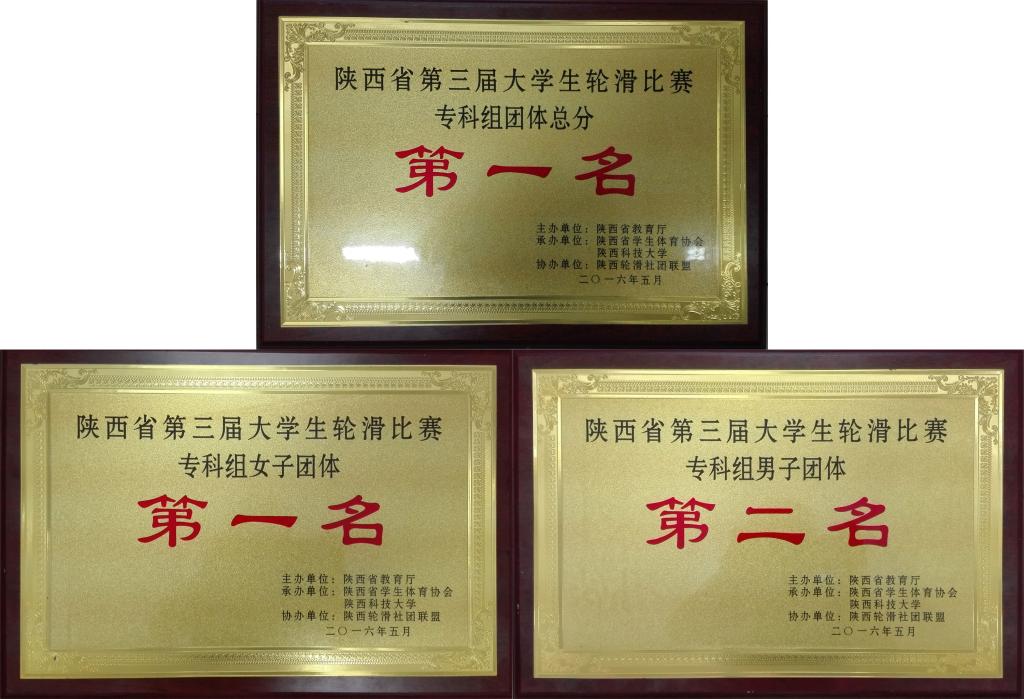 陕西省第三届大学生轮滑比赛
专科组团体总分
第一名
主办单位：陕西省教育厅
承办单位：陕西省学生体育协会
陕西科技大学
协办单位：陕西轮滑社团联盟
二〇一六年五月
陕西省第三届大学生轮滑比赛
专科组女子团体
第一名
主办单位：陕西省教育厅
承办单位：陕西省学生体育协会
陕西科技大学
协办单位：陕西轮滑社团联盟
二〇一六年五月
陕西省第三届大学生轮滑比赛
专科组男子团体
第二名
主办单位：陕西省教育厅
承办单位：陕西省学生体育协会
陕西科技大学
协办单位：陕西轮滑社团联盟
二〇一六年五月